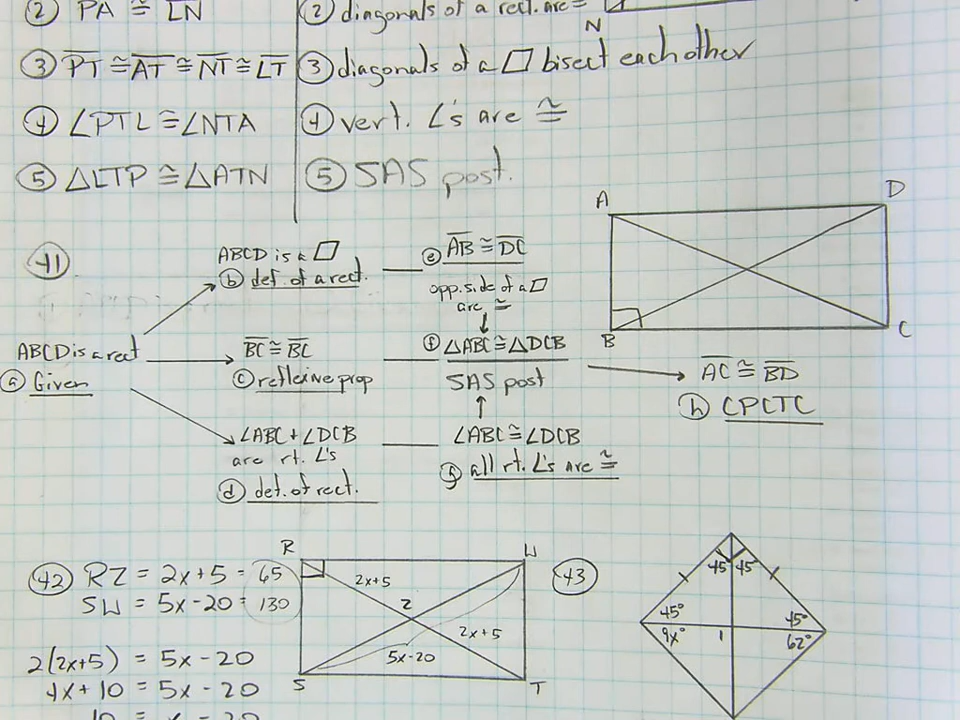 ② PA ≅ LN
② diagonals of a rect. are ≅
N
③ PT ≅ AT ≅ NT ≅ LT
③ diagonals of a ▱ bisect each other
④ ∠PTL ≅ ∠NTA
④ vert. ∠'s are ≅
⑤ △LTP ≅ △ATN
⑤ SAS post.
41
ABCD is a ▱
ⓑ def. of a rect.
ⓔ AB ≅ DC
opp. side of a ▱
are ≅
A
D
B
C
ABCD is a rect
ⓐ Given
BC ≅ BC
ⓒ reflexive prop
ⓕ △ABC ≅ △DCB
SAS post
AC ≅ BD
ⓗ CPCTC
∠ABC + ∠DCB
are rt. ∠'s
ⓓ def. of rect.
∠ABC ≅ ∠DCB
ⓖ all rt. ∠'s are ≅
42 RZ = 2x+5 = 65
SW = 5x-20 = 130
2(2x+5) = 5x-20
4x+10 = 5x-20
10 = x-20
R
W
2x+5
Z
2x+5
5x-20
S
T
43
45° 45°
45° 45°
9x° 1 62°